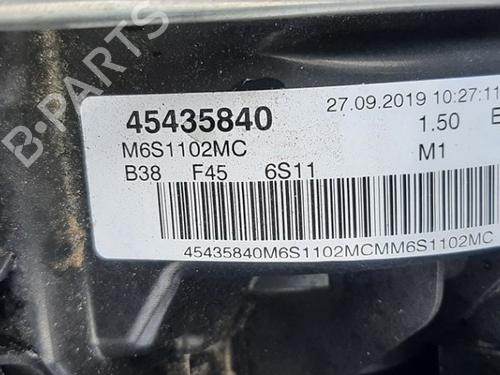 B-PARTS
27.09.2019 10:27:11
45435840 1.50
M6S1102MC M1
B38 F45 6S11
45435840M6S1102MCMM6S1102MC